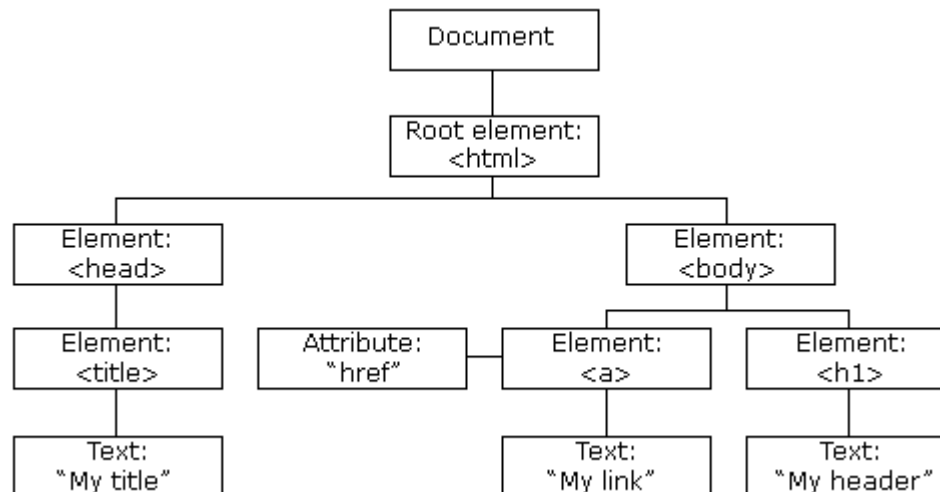 Document
Root element:
<html>
Element:
<head>
Element:
<body>
Element:
<title>
Attribute:
“href”
Element:
<a>
Element:
<h1>
Text:
“My title”
Text:
“My link”
Text:
“My header”